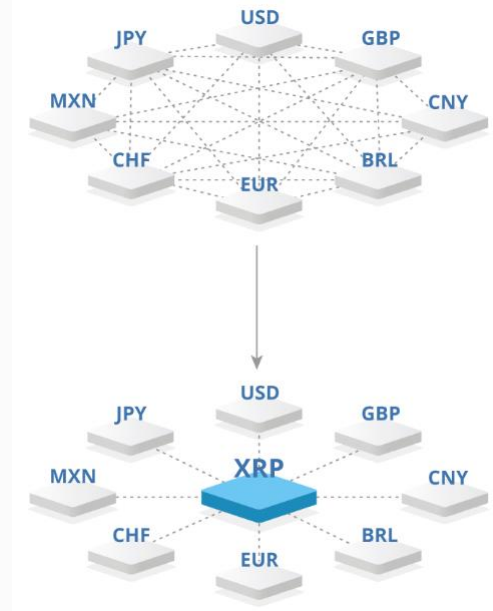 USD
JPY
GBP
MXN
CNY
CHF
BRL
EUR
USD
JPY
GBP
XRP
MXN
CNY
CHF
BRL
EUR